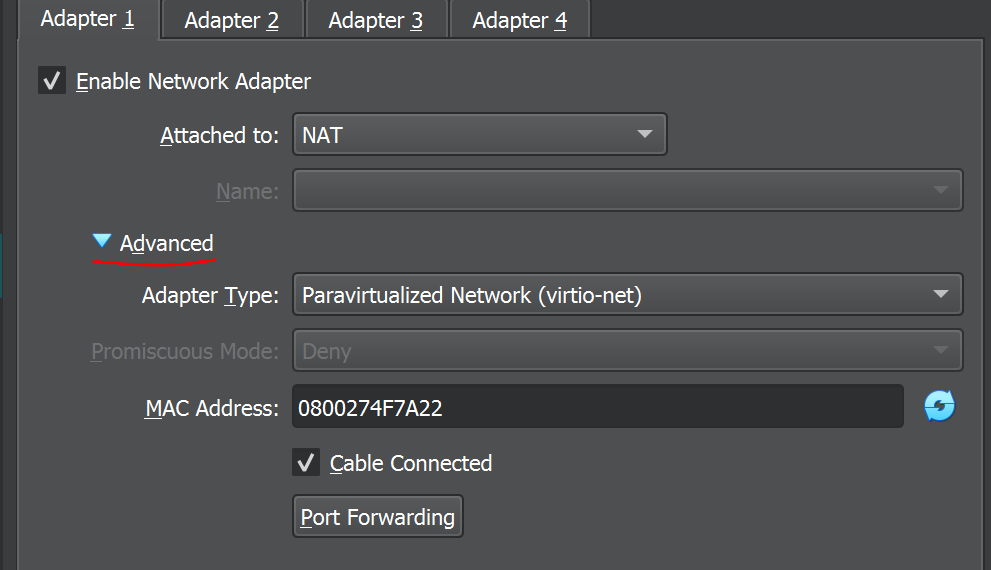 Adapter 1 Adapter 2 Adapter 3 Adapter 4
Enable Network Adapter
Attached to: NAT
Name:
Advanced
Adapter Type: Paravirtualized Network (virtio-net)
Promiscuous Mode: Deny
MAC Address: 0800274F7A22
Cable Connected
Port Forwarding